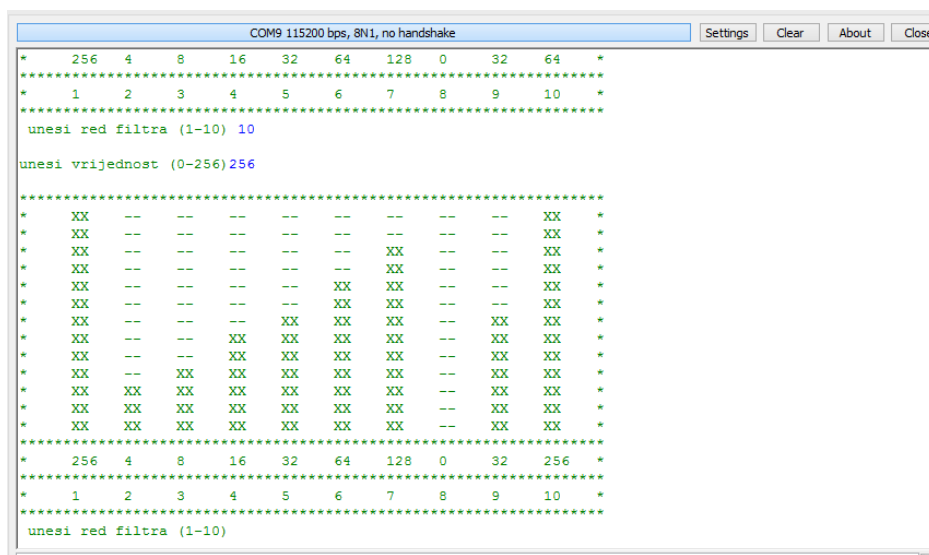 COM9 115200 bps, 8N1, no handshake Settings Clear About Close
* 256 4 8 16 32 64 128 0 32 64 *
*******************************************************************
* 1 2 3 4 5 6 7 8 9 10 *
*******************************************************************
unesi red filtra (1-10) 10
unesi vrijednost (0-256)256
*******************************************************************
* XX -- -- -- -- -- -- -- -- XX *
* XX -- -- -- -- -- -- -- -- XX *
* XX -- -- -- -- -- XX -- -- XX *
* XX -- -- -- -- -- XX -- -- XX *
* XX -- -- -- -- XX XX -- -- XX *
* XX -- -- -- -- XX XX -- -- XX *
* XX -- -- -- XX XX XX -- XX XX *
* XX -- -- XX XX XX XX -- XX XX *
* XX -- -- XX XX XX XX -- XX XX *
* XX -- XX XX XX XX XX -- XX XX *
* XX XX XX XX XX XX XX -- XX XX *
* XX XX XX XX XX XX XX -- XX XX *
* XX XX XX XX XX XX XX -- XX XX *
*******************************************************************
* 256 4 8 16 32 64 128 0 32 256 *
*******************************************************************
* 1 2 3 4 5 6 7 8 9 10 *
*******************************************************************
unesi red filtra (1-10)